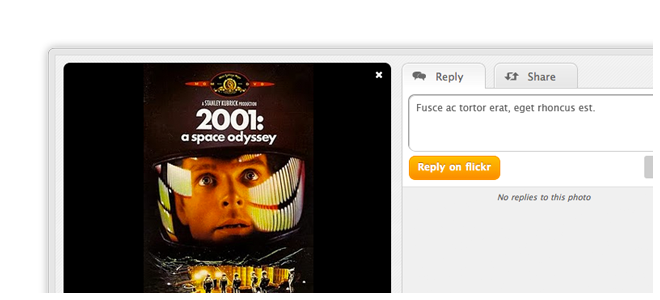 A STANLEY KUBRICK PRODUCTION
2001:
a space odyssey
Reply
Share
Fusce ac tortor erat, eget rhoncus est.
Reply on flickr
No replies to this photo